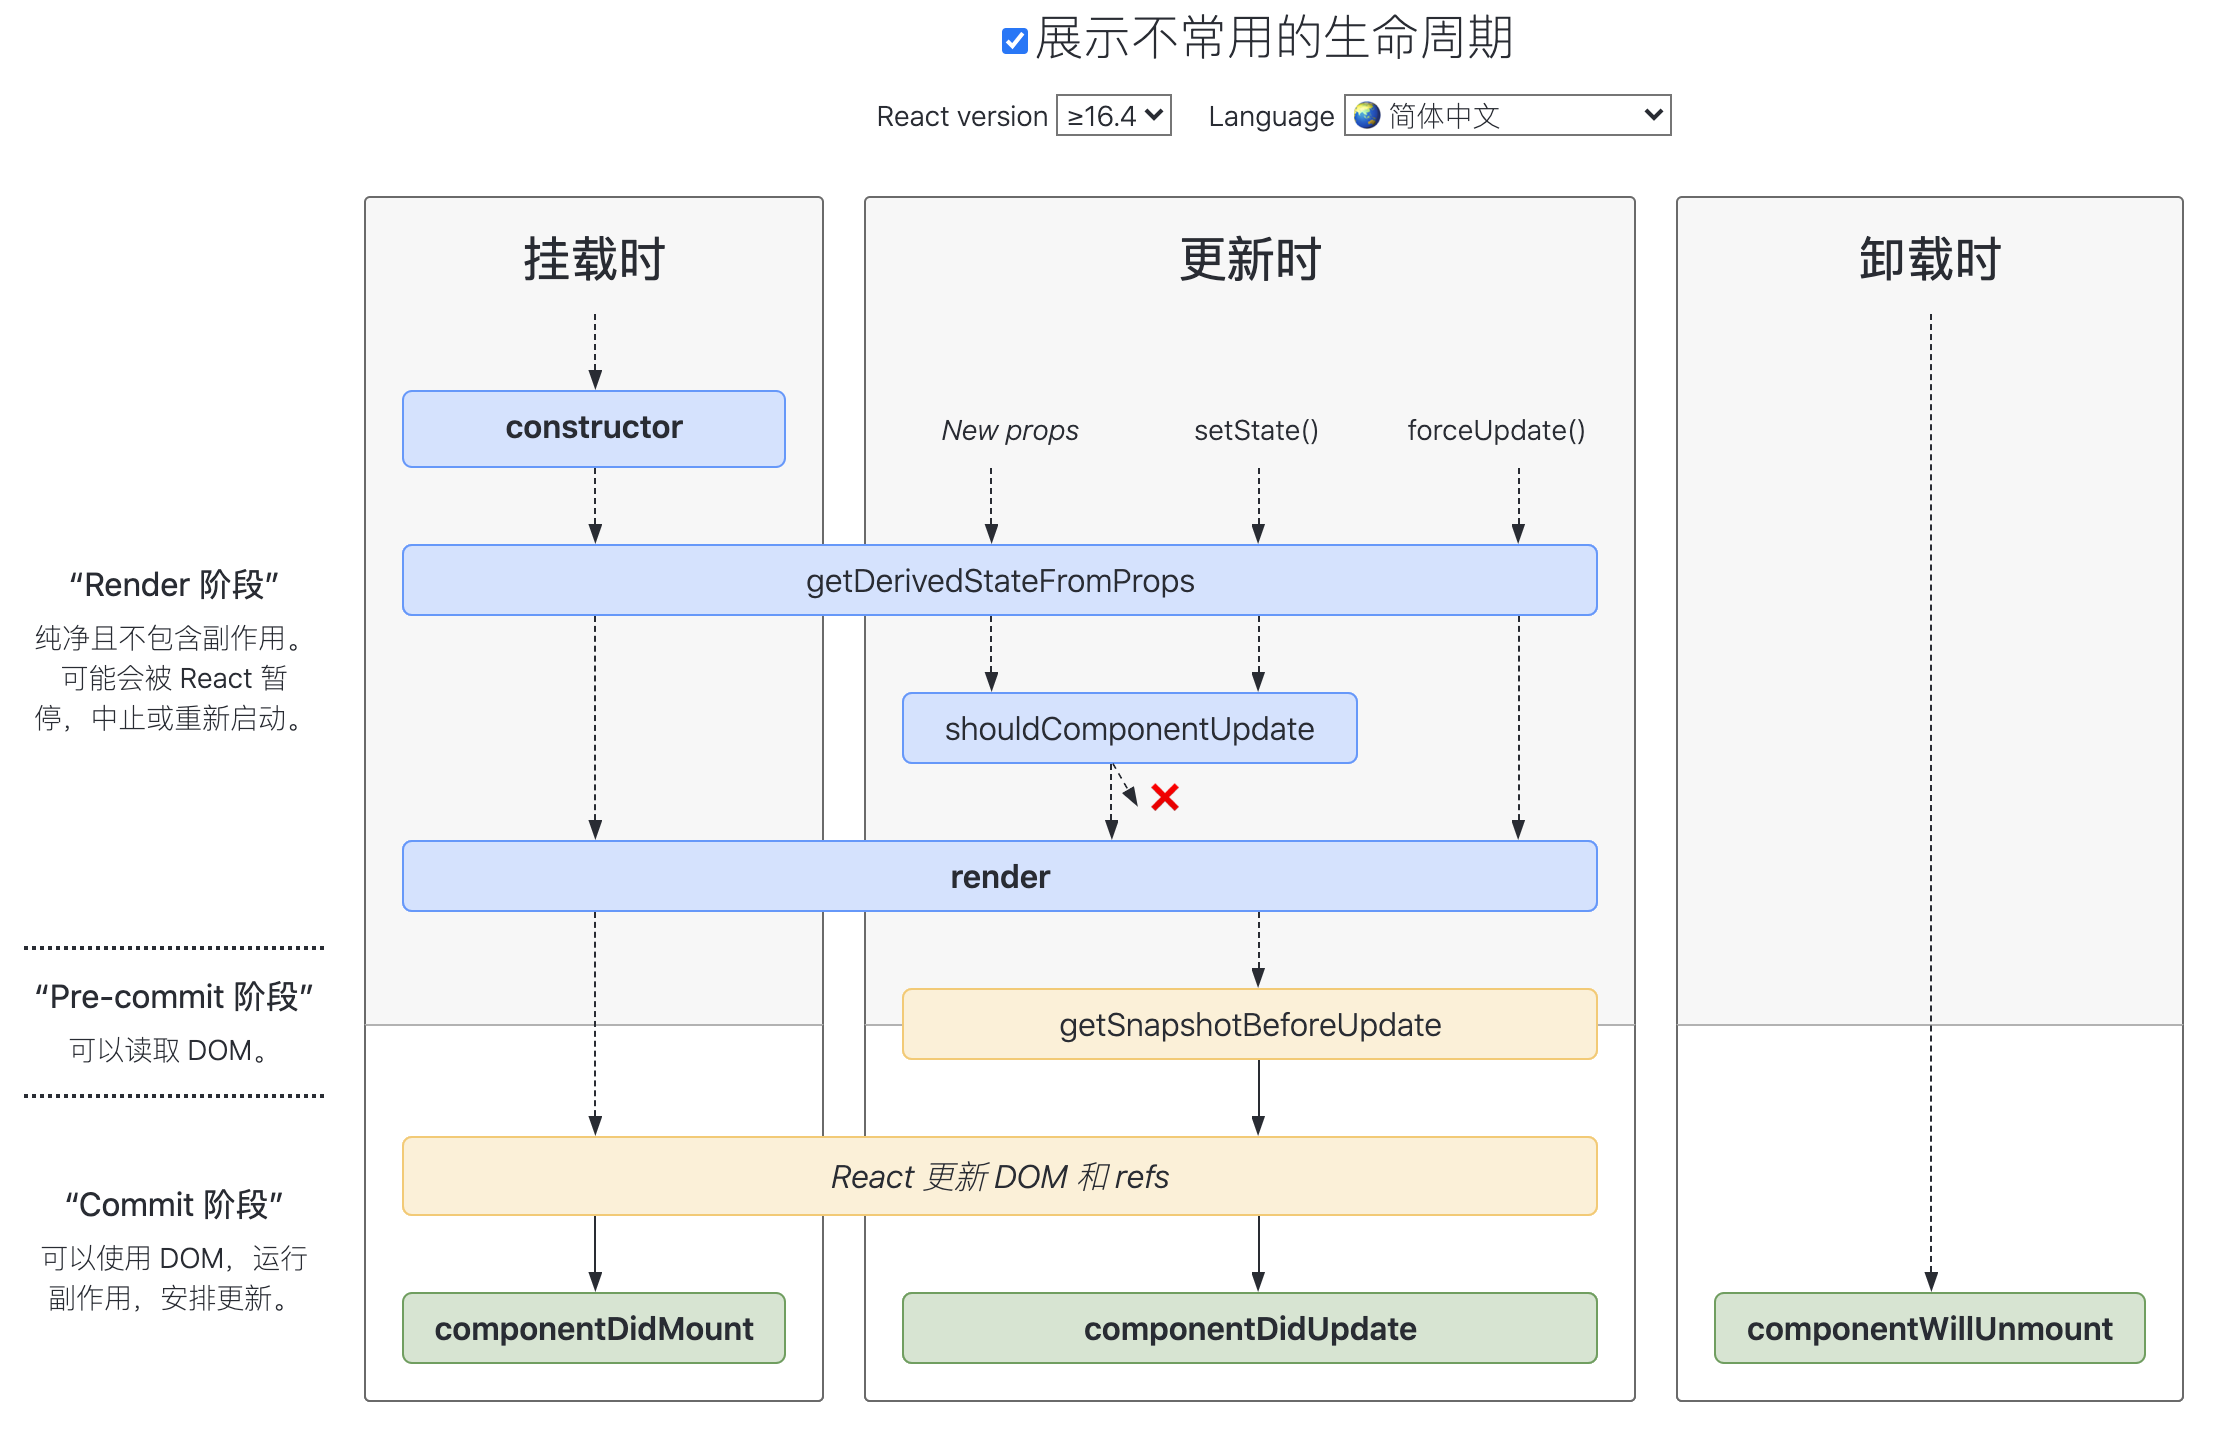 展示不常用的生命周期
React version ≥16.4 Language 简体中文
挂载时
更新时
卸载时
constructor
New props
setState()
forceUpdate()
getDerivedStateFromProps
“Render 阶段”
纯净且不包含副作用。
可能会被 React 暂
停，中止或重新启动。
shouldComponentUpdate
render
“Pre-commit 阶段”
可以读取 DOM。
getSnapshotBeforeUpdate
React 更新 DOM 和 refs
“Commit 阶段”
可以使用 DOM，运行
副作用，安排更新。
componentDidMount
componentDidUpdate
componentWillUnmount